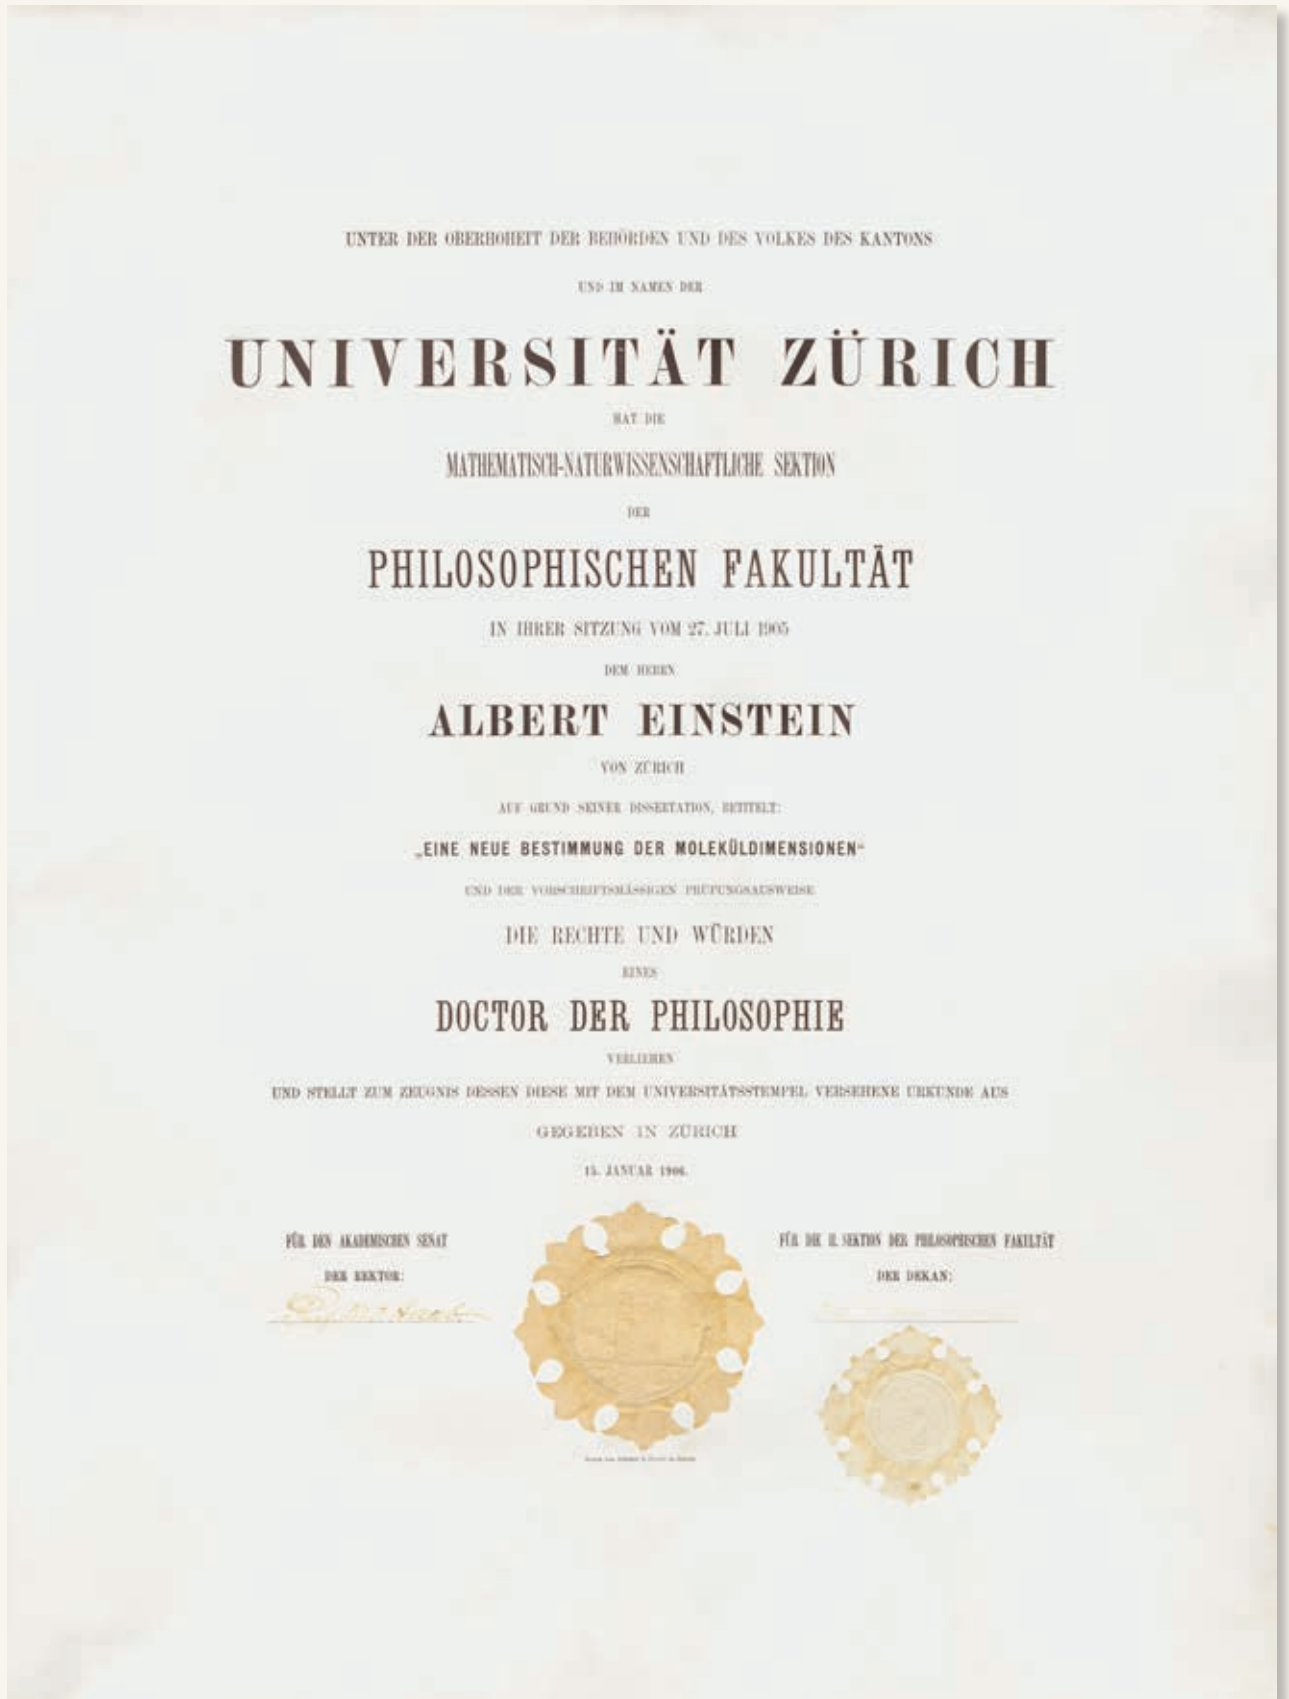 UNTER DER OBERHOHEIT DER BEHÖRDEN UND DES VOLKES DES KANTONS
UND IM NAMEN DER
UNIVERSITÄT ZÜRICH
HAT DIE
MATHEMATISCH-NATURWISSENSCHAFTLICHE SEKTION
DER
PHILOSOPHISCHEN FAKULTÄT
IN IHRER SITZUNG VOM 27. JULI 1905
DEM HERRN
ALBERT EINSTEIN
VON ZÜRICH
AUF GRUND SEINER DISSERTATION, BETITELT:
„EINE NEUE BESTIMMUNG DER MOLEKÜLDIMENSIONEN“
UND DER VORSCHRIFTSMÄSSIGEN PRÜFUNGSAUSWEISE
DIE RECHTE UND WÜRDEN
EINES
DOCTOR DER PHILOSOPHIE
VERLIEHEN
UND STELLT ZUM ZEUGNIS DESSEN DIESE MIT DEM UNIVERSITÄTSSTEMPEL VERSEHENE URKUNDE AUS
GEGEBEN IN ZÜRICH
15. JANUAR 1906.
FÜR DEN AKADEMISCHEN SENAT
DER REKTOR:
FÜR DIE II. SEKTION DER PHILOSOPHISCHEN FAKULTÄT
DER DEKAN: